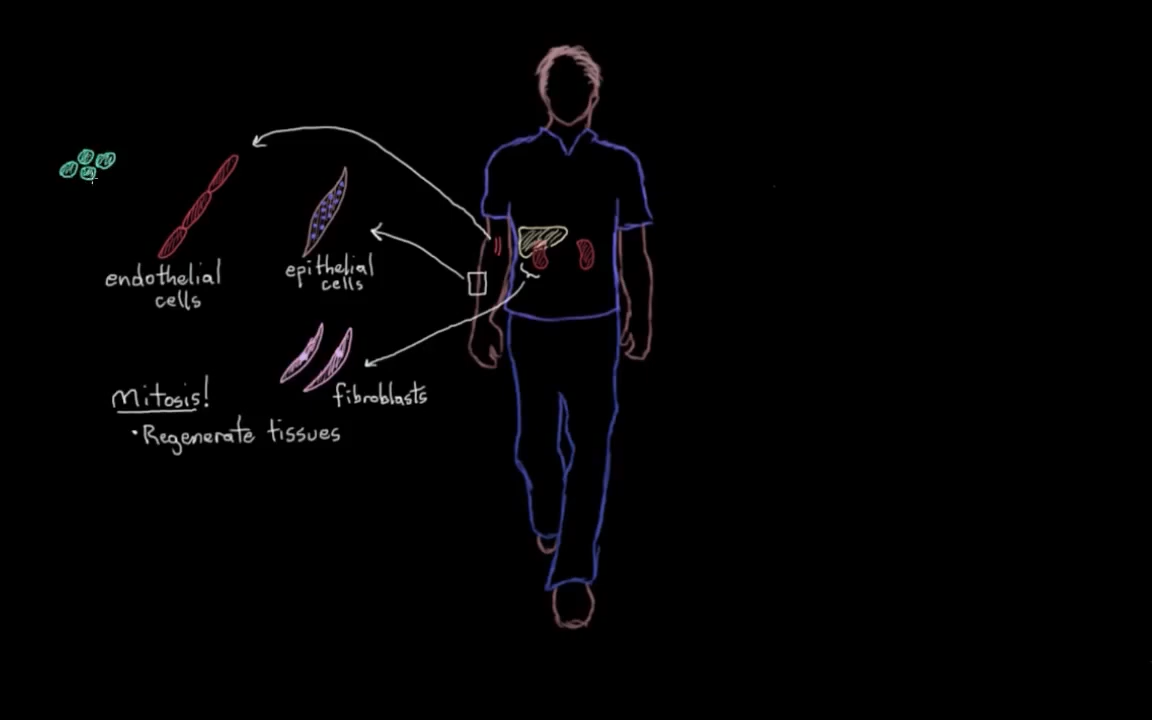 endothelial
cells
epithelial
cells
fibroblasts
Mitosis!
•Regenerate tissues